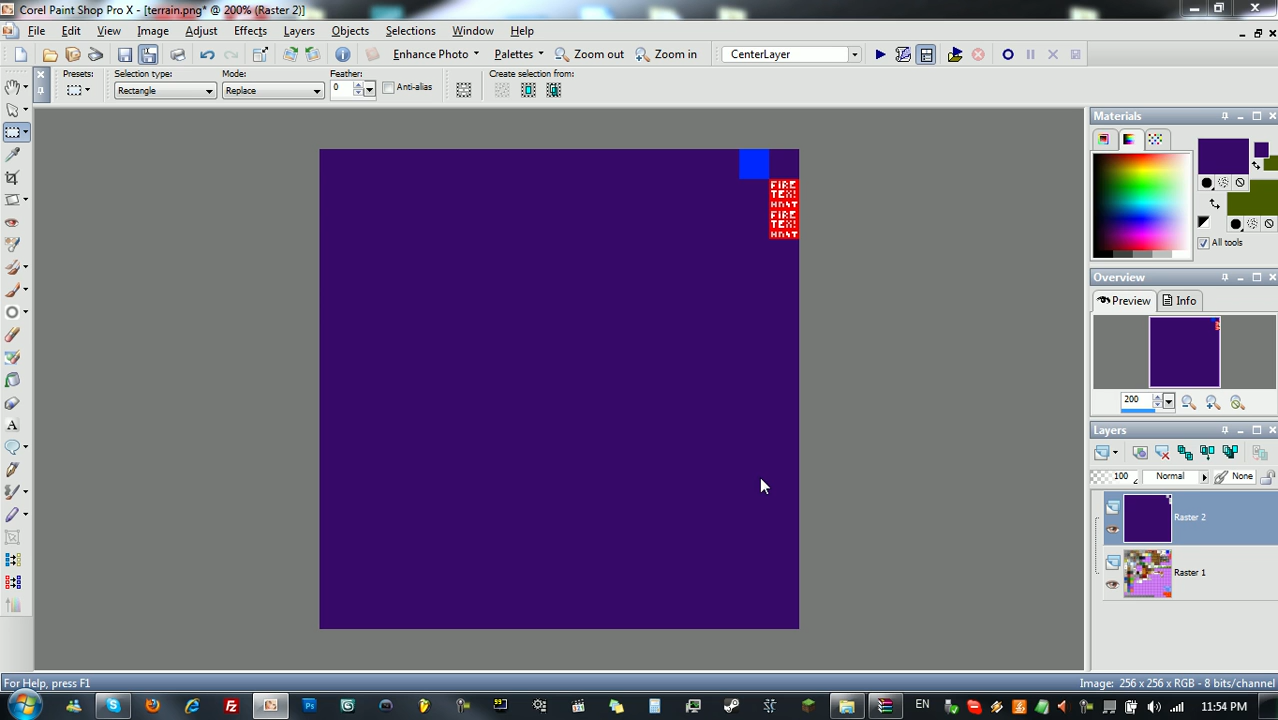 Corel Paint Shop Pro X - [terrain.png* @ 200% (Raster 2)]
File Edit View Image Adjust Effects Layers Objects Selections Window Help
Enhance Photo Palettes Zoom out Zoom in CenterLayer
Presets: Selection type: Mode: Feather: Create selection from:
Rectangle Replace 0 Anti-alias
Materials
All tools
FIRE
TEX!
HNST
FIRE
TEX!
HNST
Overview
Preview Info
200
Layers
100 Normal None
Raster 2
Raster 1
For Help, press F1 Image: 256 x 256 x RGB - 8 bits/channel
EN 11:54 PM